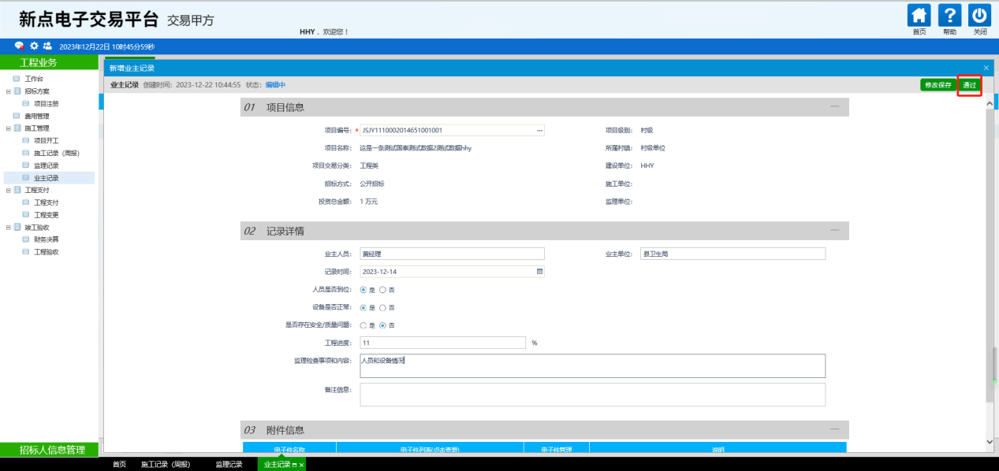 新点电子交易平台 交易甲方
HHY ，欢迎您！
首页 帮助 关闭
2023年12月22日 10时45分59秒
工程业务
工作台
招标方案
项目注册
费用管理
施工管理
项目开工
施工记录（周报）
监理记录
业主记录
工程支付
工程支付
工程变更
竣工验收
财务决算
工程验收
招标人信息管理
新增业主记录
业主记录 创建时间：2023-12-22 10:44:55 状态：编辑中 修改保存 通过
01 项目信息
项目编号：* JSJY1110002014651001001 ... 项目级别： 村级
项目名称： 这是一条测试国泰测试数据2测试数据hhy 所属村镇： 村级单位
项目交易分类： 工程类 建设单位： HHY
招标方式： 公开招标 施工单位：
投资总金额： 1 万元 监理单位：
02 记录详情
业主人员： 董经理 业主单位： 县卫生局
记录时间： 2023-12-14
人员是否到位： 是 否
设备是否正常： 是 否
是否存在安全/质量问题： 是 否
工程进度： 11 %
监理检查事项和内容： 人员和设备情况
备注信息：
03 附件信息
电子件名称 电子件列表(点击查看) 电子件管理 说明
首页 施工记录（周报） 监理记录 业主记录